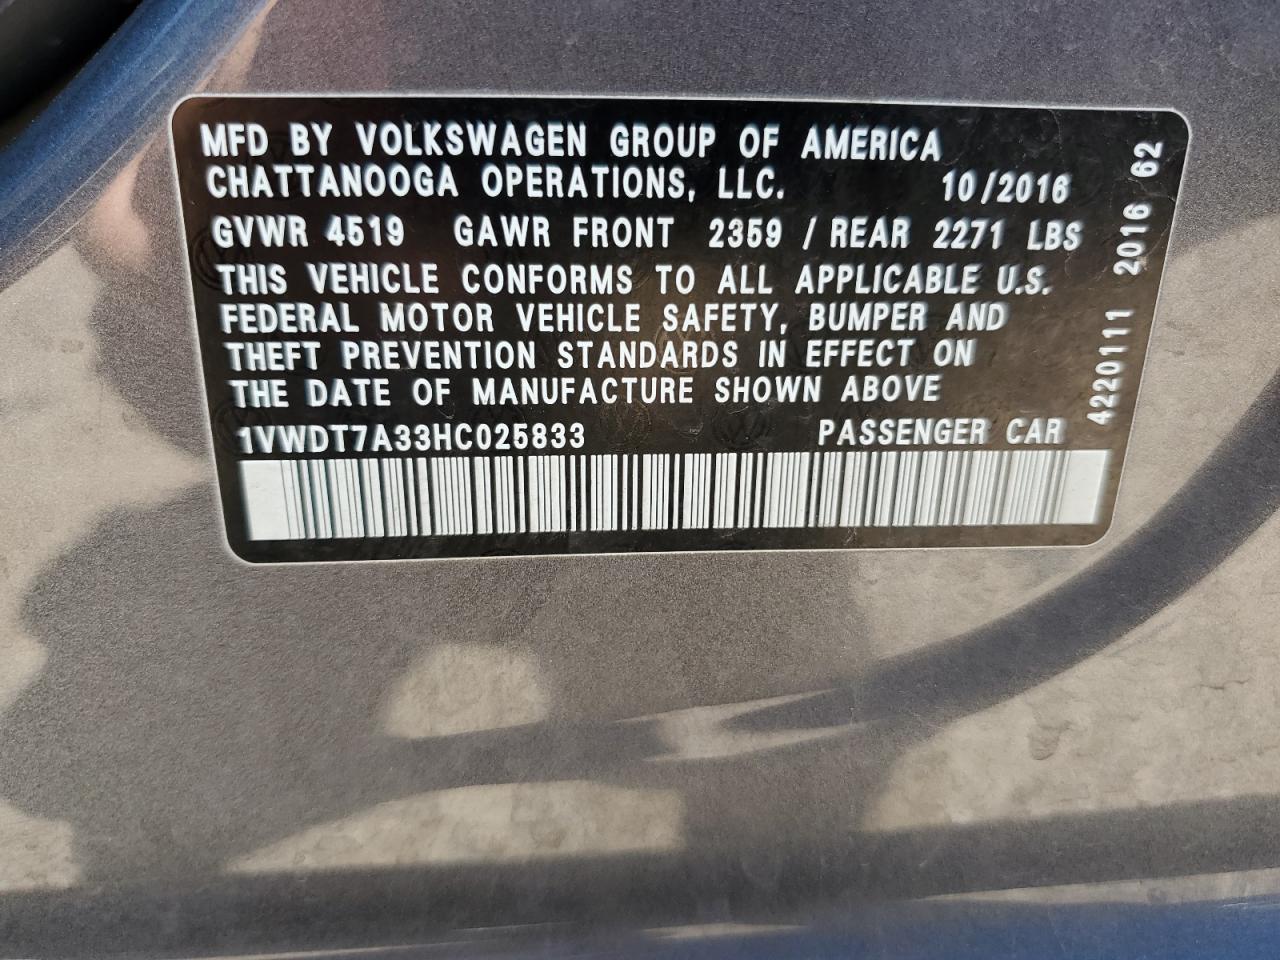 MFD BY VOLKSWAGEN GROUP OF AMERICA
CHATTANOOGA OPERATIONS, LLC. 10/2016
GVWR 4519 GAWR FRONT 2359 / REAR 2271 LBS
THIS VEHICLE CONFORMS TO ALL APPLICABLE U.S.
FEDERAL MOTOR VEHICLE SAFETY, BUMPER AND
THEFT PREVENTION STANDARDS IN EFFECT ON
THE DATE OF MANUFACTURE SHOWN ABOVE
1VWDT7A33HC025833 PASSENGER CAR
4220111 2016 62